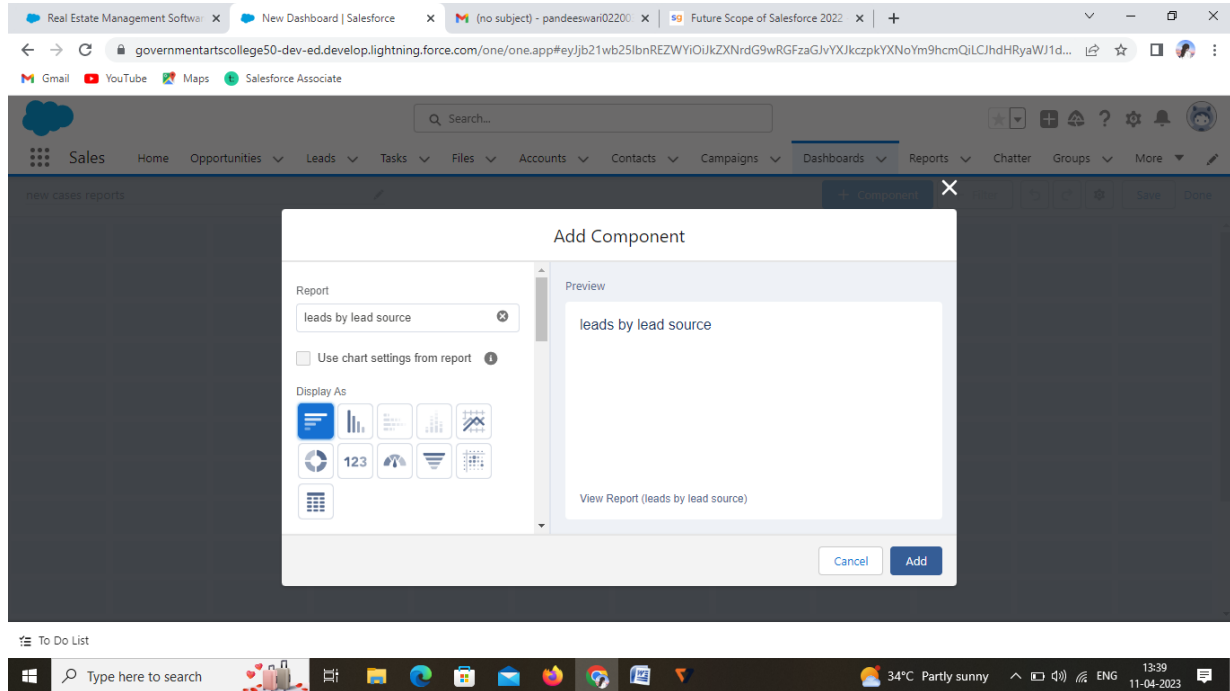 Real Estate Management Softwar
New Dashboard | Salesforce
(no subject) - pandeeswari02200
sg Future Scope of Salesforce 2022
governmentartscollege50-dev-ed.develop.lightning.force.com/one/one.app#eyJjb21wb25lbnREZWYiOiJkZXNrdG9wRGFzaGJvYXJkczpkYXNoYm9hcmQiLCJhdHRyaWJ1d...
Gmail YouTube Maps Salesforce Associate
Search...
Sales Home Opportunities Leads Tasks Files Accounts Contacts Campaigns Dashboards Reports Chatter Groups More
new cases reports + Component Save Done
Add Component
Report
leads by lead source
Use chart settings from report
Display As
123
Preview
leads by lead source
View Report (leads by lead source)
Cancel Add
To Do List
Type here to search
34°C Partly sunny
ENG
13:39
11-04-2023